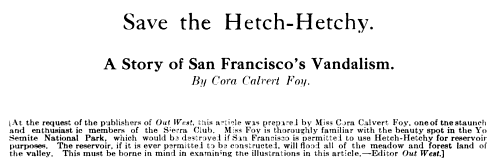 Save the Hetch-Hetchy.
A Story of San Francisco's Vandalism.
By Cora Calvert Foy.
[At the request of the publishers of Out West, this article was prepared by Miss Cora Calvert Foy, one of the staunch
and enthusiastic members of the Sierra Club. Miss Foy is thoroughly familiar with the beauty spot in the Yo
Semite National Park, which would be destroyed if San Francisco is permitted to use Hetch-Hetchy for reservoir
purposes. The reservoir, if it is ever permitted to be constructed, will flood all of the meadow and forest land of
the valley. This must be borne in mind in examining the illustrations in this article.—Editor Out West.]